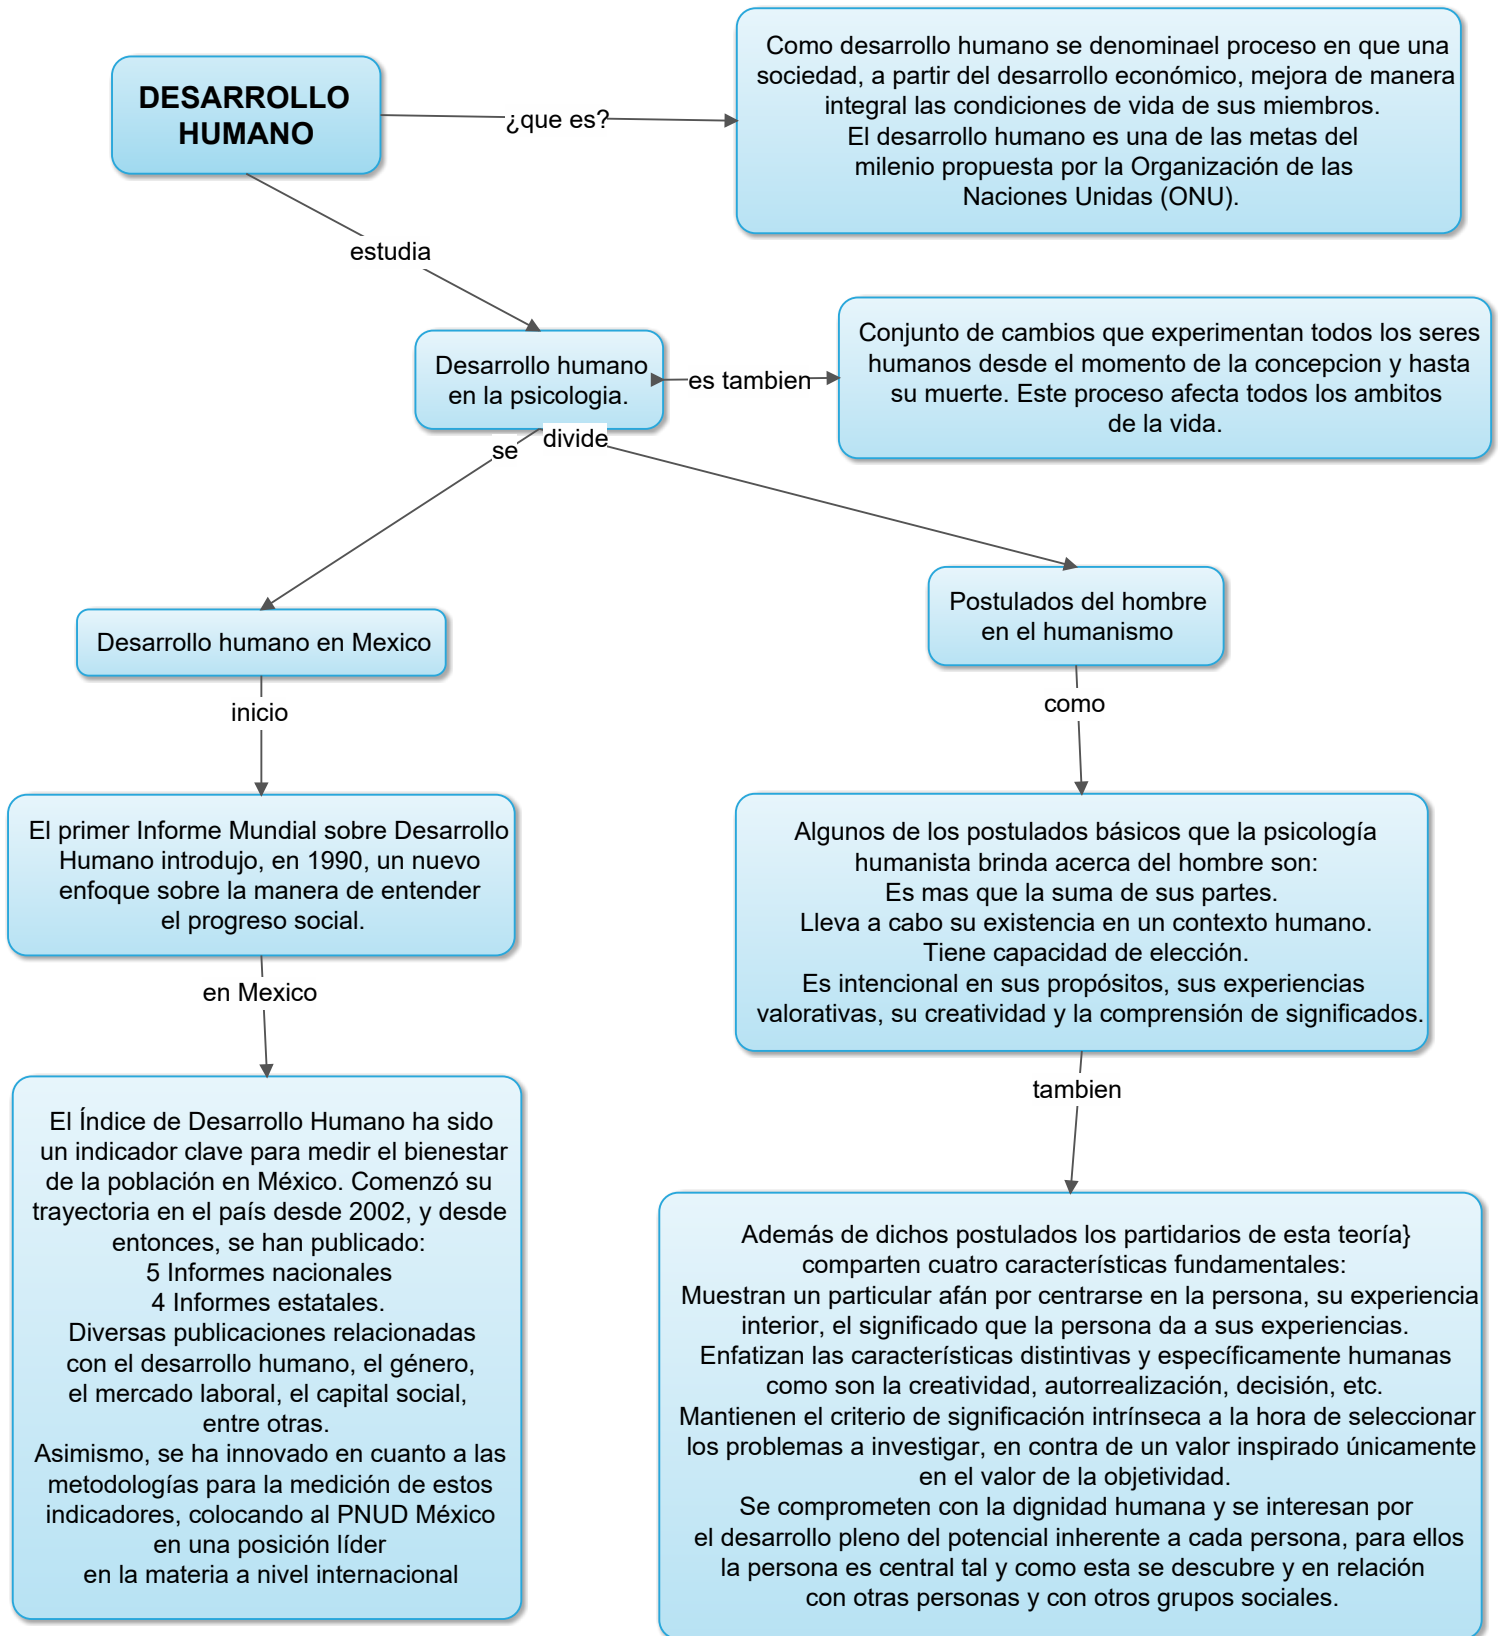 DESARROLLO
HUMANO
¿que es?
Como desarrollo humano se denominael proceso en que una
sociedad, a partir del desarrollo económico, mejora de manera
integral las condiciones de vida de sus miembros.
El desarrollo humano es una de las metas del
milenio propuesta por la Organización de las
Naciones Unidas (ONU).
estudia
Desarrollo humano
en la psicologia.
es tambien
Conjunto de cambios que experimentan todos los seres
humanos desde el momento de la concepcion y hasta
su muerte. Este proceso afecta todos los ambitos
de la vida.
se
divide
Desarrollo humano en Mexico
inicio
El primer Informe Mundial sobre Desarrollo
Humano introdujo, en 1990, un nuevo
enfoque sobre la manera de entender
el progreso social.
en Mexico
El Índice de Desarrollo Humano ha sido
un indicador clave para medir el bienestar
de la población en México. Comenzó su
trayectoria en el país desde 2002, y desde
entonces, se han publicado:
5 Informes nacionales
4 Informes estatales.
Diversas publicaciones relacionadas
con el desarrollo humano, el género,
el mercado laboral, el capital social,
entre otras.
Asimismo, se ha innovado en cuanto a las
metodologías para la medición de estos
indicadores, colocando al PNUD México
en una posición líder
en la materia a nivel internacional
Postulados del hombre
en el humanismo
como
Algunos de los postulados básicos que la psicología
humanista brinda acerca del hombre son:
Es mas que la suma de sus partes.
Lleva a cabo su existencia en un contexto humano.
Tiene capacidad de elección.
Es intencional en sus propósitos, sus experiencias
valorativas, su creatividad y la comprensión de significados.
tambien
Además de dichos postulados los partidarios de esta teoría}
comparten cuatro características fundamentales:
Muestran un particular afán por centrarse en la persona, su experiencia
interior, el significado que la persona da a sus experiencias.
Enfatizan las características distintivas y específicamente humanas
como son la creatividad, autorrealización, decisión, etc.
Mantienen el criterio de significación intrínseca a la hora de seleccionar
los problemas a investigar, en contra de un valor inspirado únicamente
en el valor de la objetividad.
Se comprometen con la dignidad humana y se interesan por
el desarrollo pleno del potencial inherente a cada persona, para ellos
la persona es central tal y como esta se descubre y en relación
con otras personas y con otros grupos sociales.